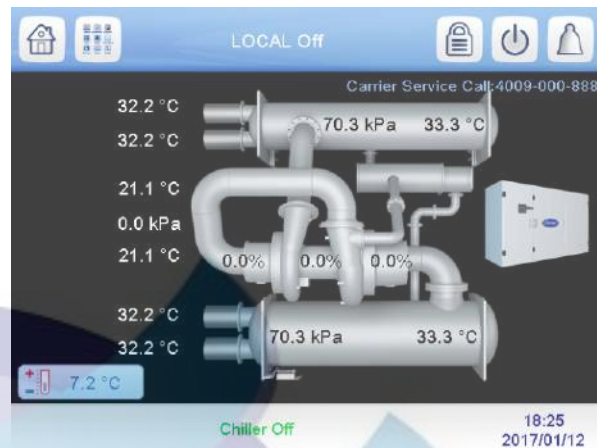 LOCAL Off
Carrier Service Call:4009-000-888
32.2 °C
70.3 kPa 33.3 °C
32.2 °C
21.1 °C
0.0 kPa
21.1 °C
0.0% 0.0% 0.0%
32.2 °C
70.3 kPa 33.3 °C
32.2 °C
7.2 °C
Chiller Off
18:25
2017/01/12